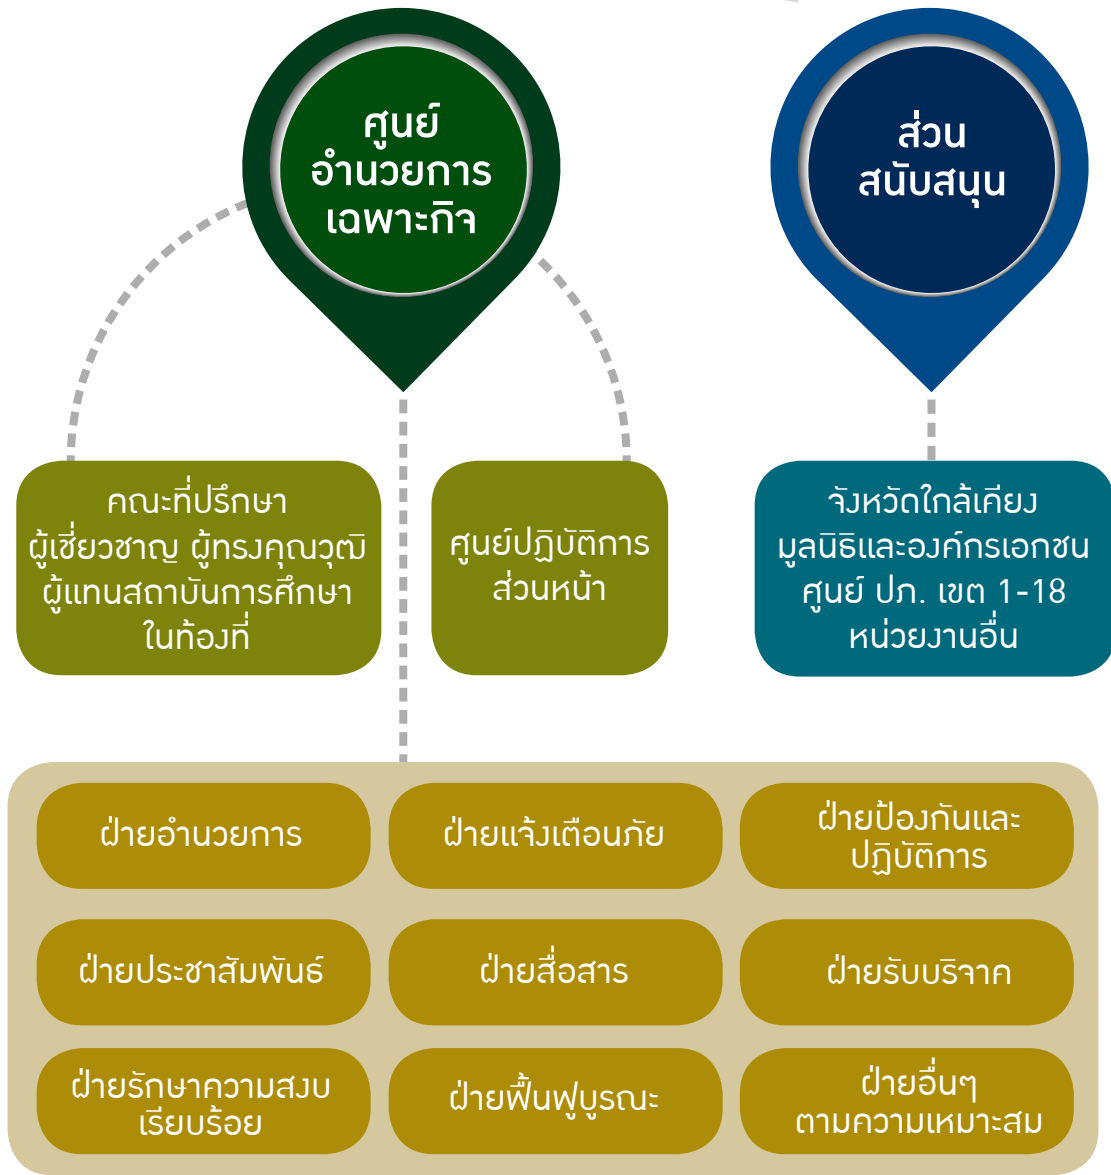 ศูนย์
อำนวยการ
เฉพาะกิจ
ส่วน
สนับสนุน
คณะที่ปรึกษา
ผู้เชี่ยวชาญ ผู้ทรงคุณวุฒิ
ผู้แทนสถาบันการศึกษา
ในท้องที่
ศูนย์ปฏิบัติการ
ส่วนหน้า
จังหวัดใกล้เคียง
มูลนิธิและองค์กรเอกชน
ศูนย์ ปภ. เขต 1-18
หน่วยงานอื่น
ฝ่ายอำนวยการ
ฝ่ายแจ้งเตือนภัย
ฝ่ายป้องกันและ
ปฏิบัติการ
ฝ่ายประชาสัมพันธ์
ฝ่ายสื่อสาร
ฝ่ายรับบริจาค
ฝ่ายรักษาความสงบ
เรียบร้อย
ฝ่ายฟื้นฟูบูรณะ
ฝ่ายอื่นๆ
ตามความเหมาะสม